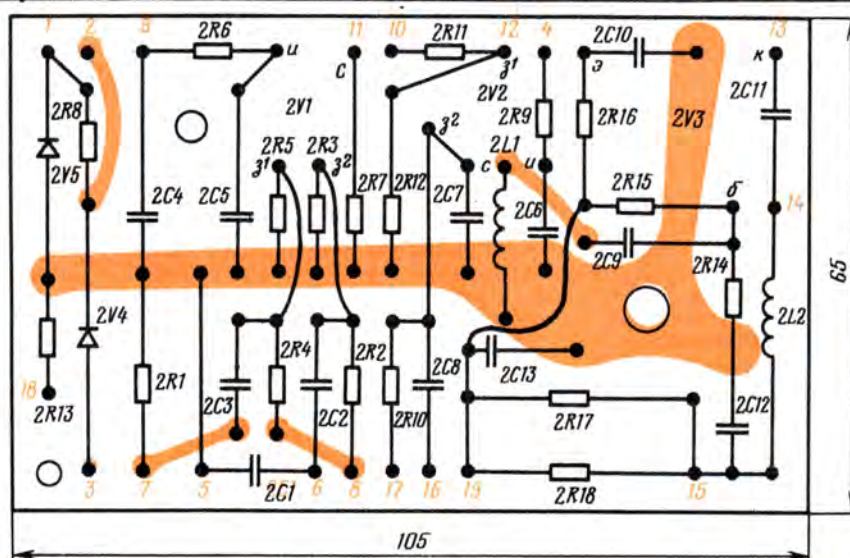 1 2 8 2R6 и 11 10 2R11 12 4 2C10 13
с з¹ э к
2R8 2V1 2V2 2R9 2R16 2V3 2C11
з²
2V5 з¹ 2R5 2R3 з² с 2L1 и
2C4 2C5 2R7 2R12 2C7 2C6 2R15 б 14
2C9 2R14
65
2V4 2L2
2R1 2R4 2R2 2C8 2C13
18 2C3 2C2 2C12
2R13 2R10 2R17
3 7 5 2C1 6 17 16 19 2R18 15
105